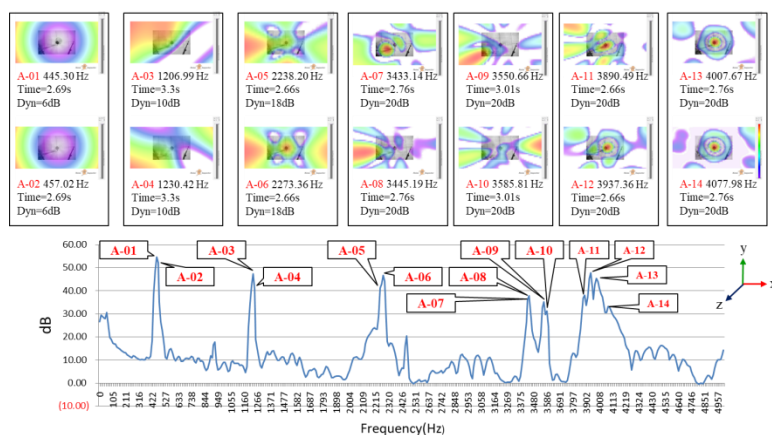 A-01 445.30 Hz
Time=2.69s
Dyn=6dB
A-03 1206.99 Hz
Time=3.3s
Dyn=10dB
A-05 2238.20 Hz
Time=2.66s
Dyn=18dB
A-07 3433.14 Hz
Time=2.76s
Dyn=20dB
A-09 3550.66 Hz
Time=3.01s
Dyn=20dB
A-11 3890.49 Hz
Time=2.66s
Dyn=20dB
A-13 4007.67 Hz
Time=2.76s
Dyn=20dB
A-02 457.02 Hz
Time=2.69s
Dyn=6dB
A-04 1230.42 Hz
Time=3.3s
Dyn=10dB
A-06 2273.36 Hz
Time=2.66s
Dyn=18dB
A-08 3445.19 Hz
Time=2.76s
Dyn=20dB
A-10 3585.81 Hz
Time=3.01s
Dyn=20dB
A-12 3937.36 Hz
Time=2.66s
Dyn=20dB
A-14 4077.98 Hz
Time=2.76s
Dyn=20dB
60.00
50.00
40.00
30.00
20.00
10.00
0.00
(10.00)
dB
A-01
A-02
A-03
A-04
A-05
A-06
A-07
A-08
A-09
A-10
A-11
A-12
A-13
A-14
y
x
z
0 105 211 316 422 527 633 738 844 949 1055 1160 1266 1371 1477 1582 1687 1793 1898 2004 2109 2215 2320 2426 2531 2637 2742 2848 2953 3058 3164 3269 3375 3480 3586 3691 3797 3902 4008 4113 4219 4324 4430 4535 4640 4746 4851 4957
Frequency(Hz)